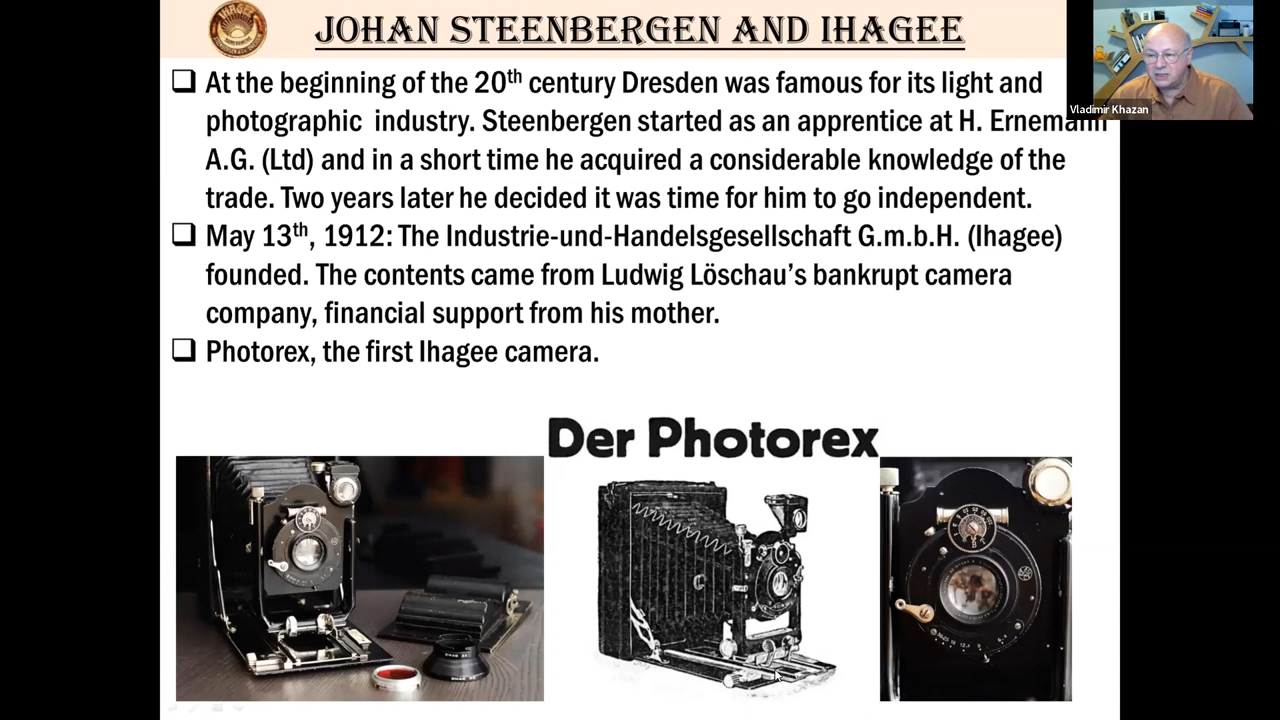 IHAGEE
JOHAN STEENBERGEN AND IHAGEE
Vladimir Khazan
At the beginning of the 20th century Dresden was famous for its light and
photographic industry. Steenbergen started as an apprentice at H. Ernemann
A.G. (Ltd) and in a short time he acquired a considerable knowledge of the
trade. Two years later he decided it was time for him to go independent.
May 13th, 1912: The Industrie-und-Handelsgesellschaft G.m.b.H. (Ihagee)
founded. The contents came from Ludwig Löschau’s bankrupt camera
company, financial support from his mother.
Photorex, the first Ihagee camera.
Der Photorex